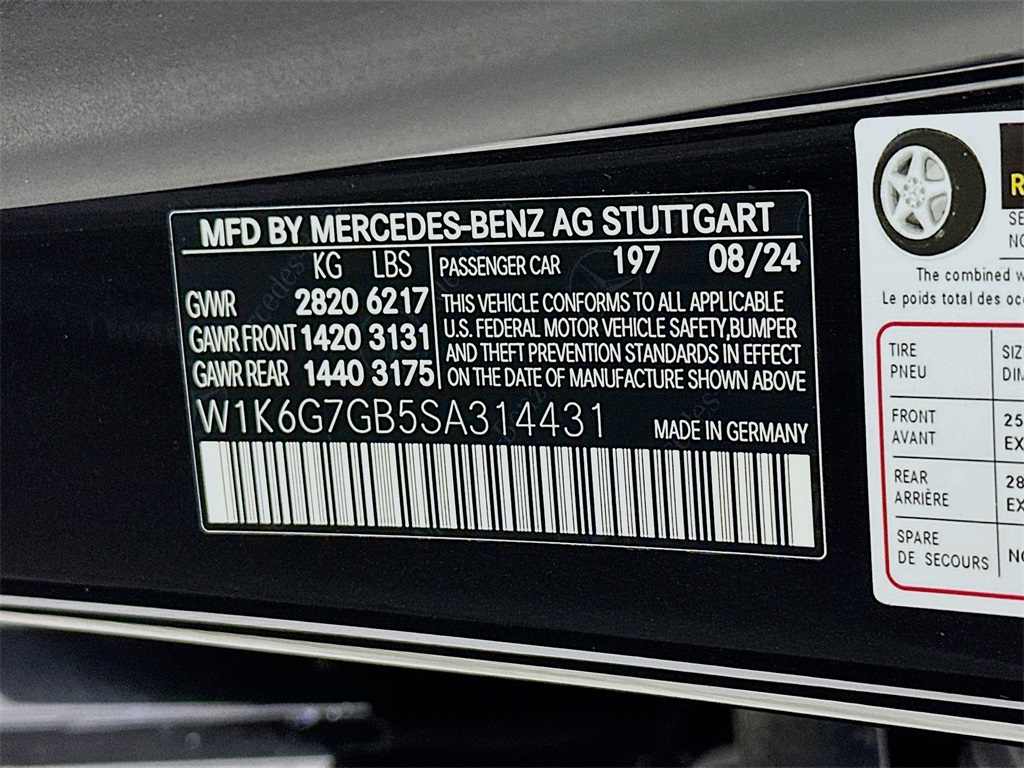 MFD BY MERCEDES-BENZ AG STUTTGART
KG LBS
GVWR 2820 6217
GAWR FRONT 1420 3131
GAWR REAR 1440 3175
PASSENGER CAR 197 08/24
THIS VEHICLE CONFORMS TO ALL APPLICABLE
U.S. FEDERAL MOTOR VEHICLE SAFETY,BUMPER
AND THEFT PREVENTION STANDARDS IN EFFECT
ON THE DATE OF MANUFACTURE SHOWN ABOVE
W1K6G7GB5SA314431
MADE IN GERMANY
The combined
Le poids total des
TIRE
PNEU
FRONT
AVANT
REAR
ARRIÈRE
SPARE
DE SECOURS